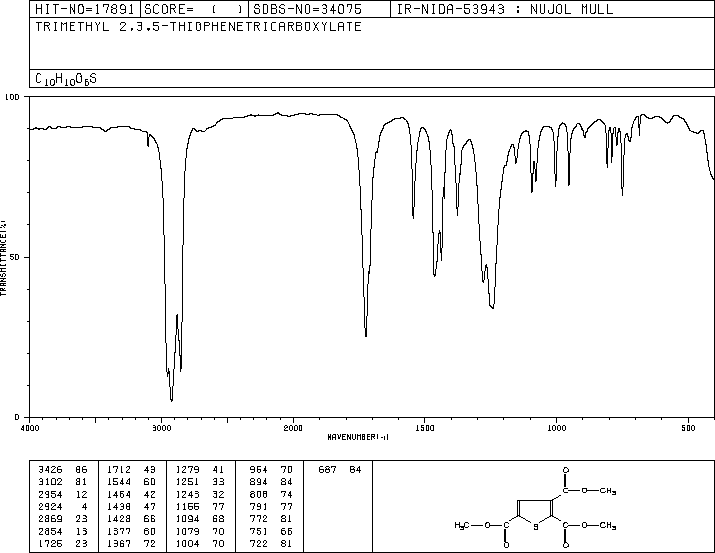 HIT-NO=17891 SCORE= ( ) SDBS-NO=34075 IR-NIDA-53943 : NUJOL MULL
TRIMETHYL 2,3,5-THIOPHENETRICARBOXYLATE
C10H10O6S
100
50
0
TRANSMITTANCE(%)
4000 3000 2000 1500 1000 500
WAVENUMBER(-1)
3426 86 1712 49 1279 41 954 70 687 84
3102 81 1544 60 1251 33 894 84
2954 12 1464 42 1243 32 808 74
2924 4 1438 47 1155 77 791 77
2869 23 1428 66 1094 68 772 81
2854 13 1377 60 1079 70 751 66
1725 23 1367 72 1004 70 722 81
O
C O CH3
H3C O C S C O CH3
O O